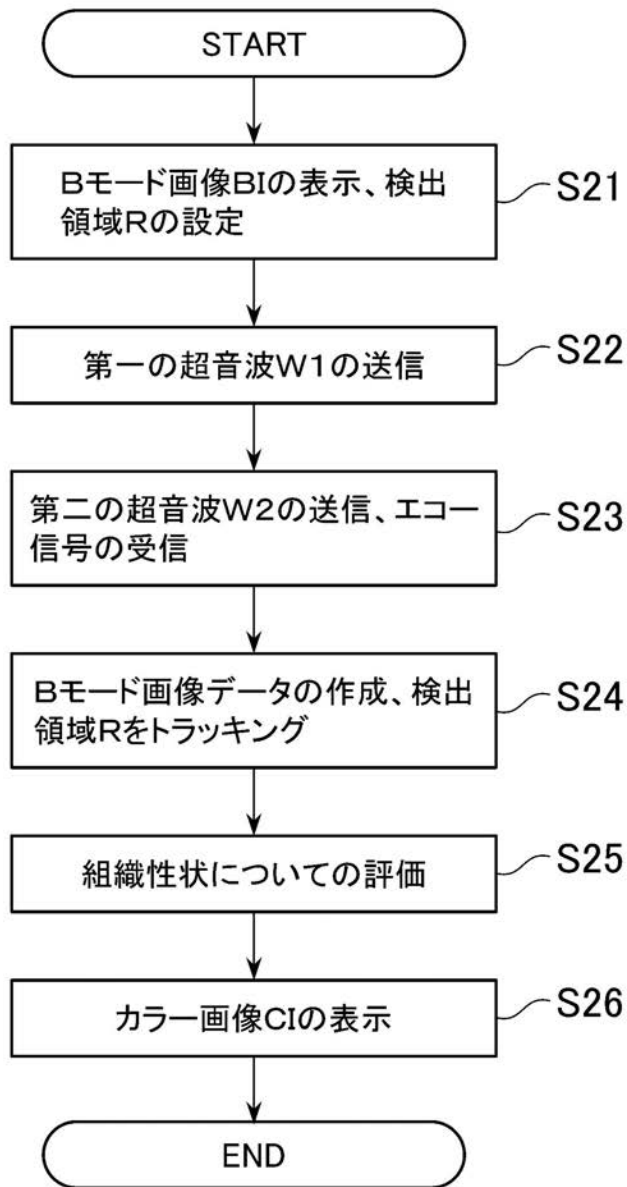 START
Bモード画像BIの表示、検出
領域Rの設定
S21
第一の超音波W1の送信
S22
第二の超音波W2の送信、エコー
信号の受信
S23
Bモード画像データの作成、検出
領域Rをトラッキング
S24
組織性状についての評価
S25
カラー画像CIの表示
S26
END